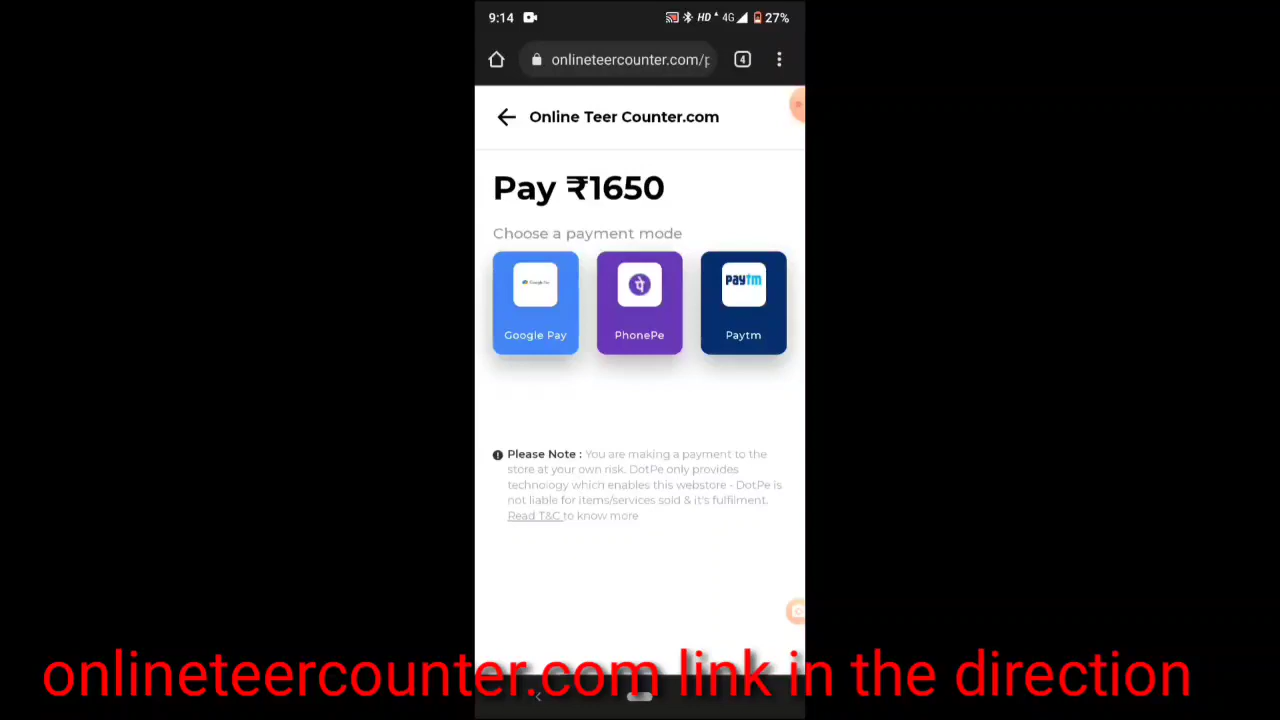 9:14 HD 4G 27%
onlineteercounter.com/p
4
Online Teer Counter.com
Pay ₹1650
Choose a payment mode
Google Pay
पे
paytm
Google Pay PhonePe Paytm
Please Note : You are making a payment to the
store at your own risk. DotPe only provides
technology which enables this webstore - DotPe
is not liable for items/services sold & it's fulfilment.
Read T&C to know more
onlineteercounter.com link in the direction